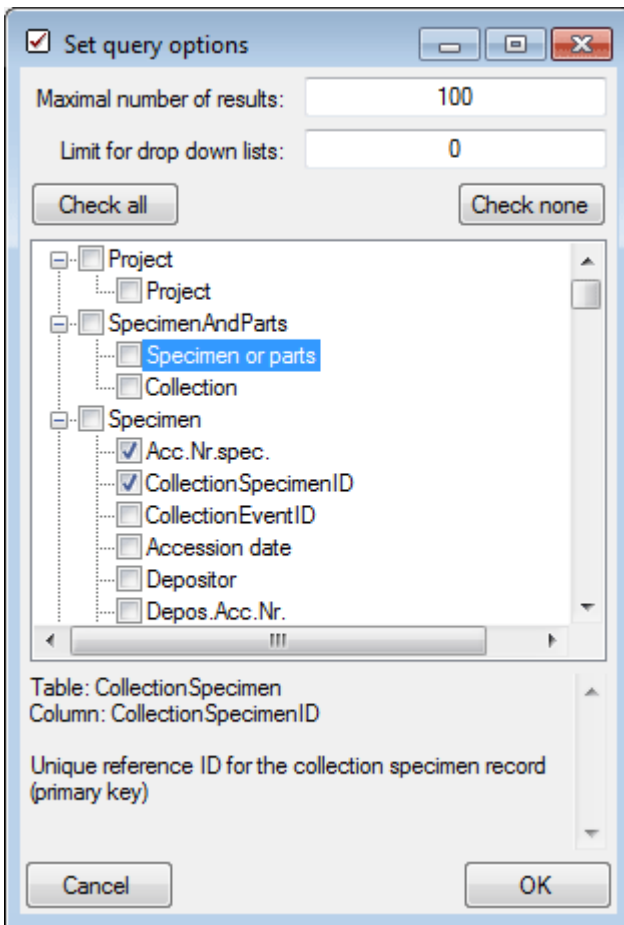 Set query options
Maximal number of results: 100
Limit for drop down lists: 0
Check all Check none
Project
Project
SpecimenAndParts
Specimen or parts
Collection
Specimen
Acc.Nr.spec.
CollectionSpecimenID
CollectionEventID
Accession date
Depositor
Depos.Acc.Nr.
Table: CollectionSpecimen
Column: CollectionSpecimenID
Unique reference ID for the collection specimen record
(primary key)
Cancel OK